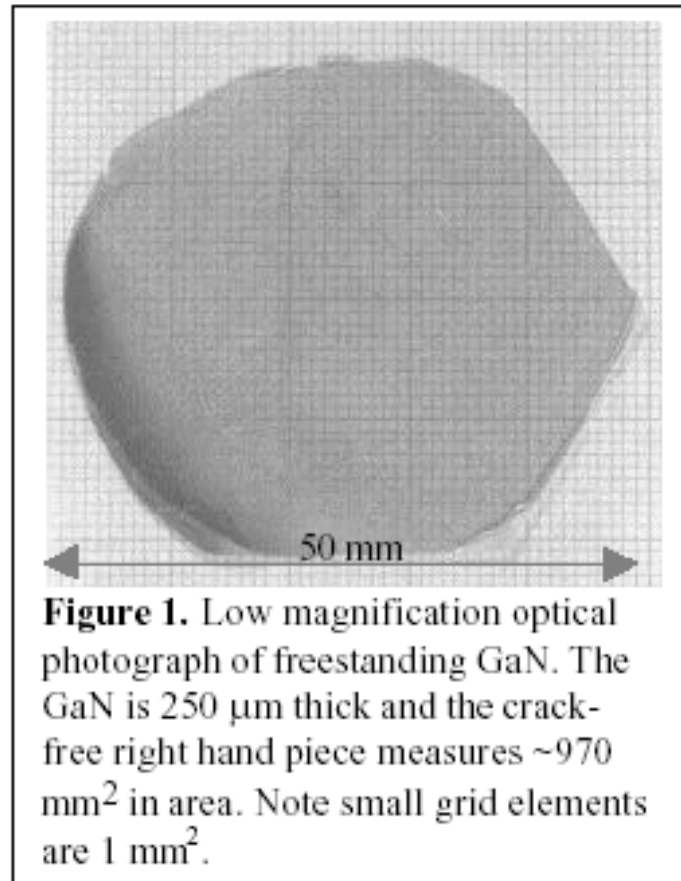 50 mm
Figure 1. Low magnification optical
photograph of freestanding GaN. The
GaN is 250 μm thick and the crack-
free right hand piece measures ~970
mm² in area. Note small grid elements
are 1 mm².